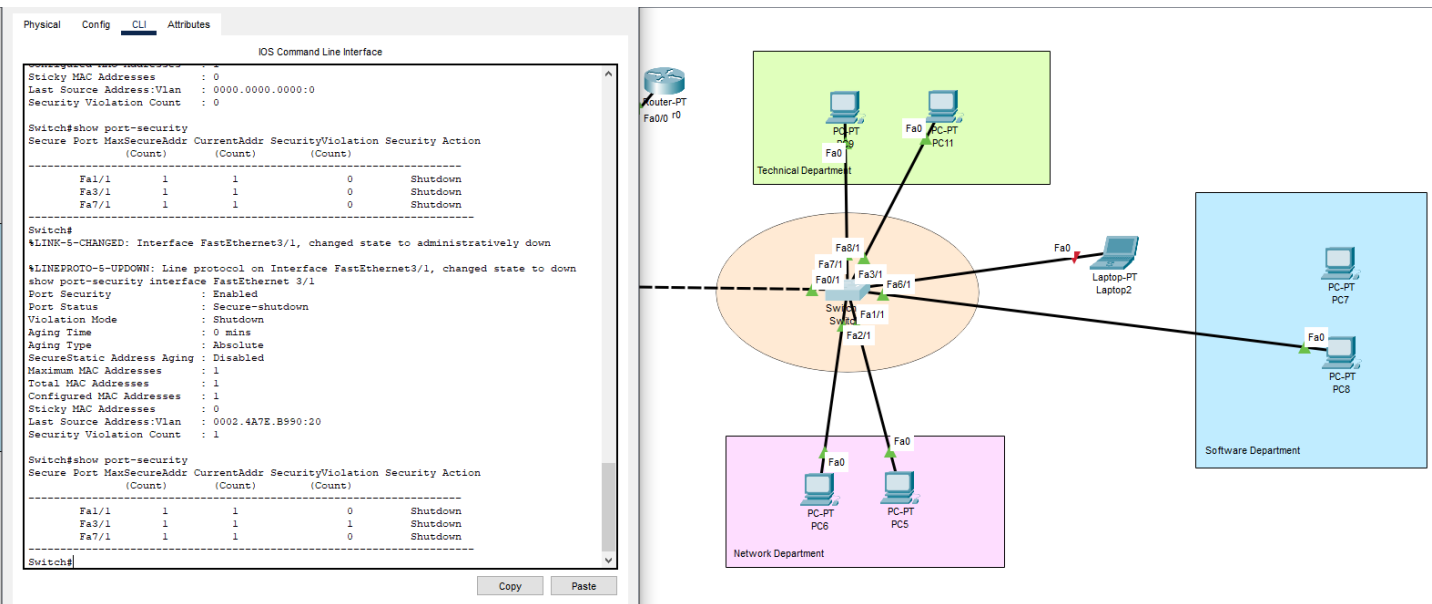 Physical Config CLI Attributes
IOS Command Line Interface
Configured MAC Addresses : 1
Sticky MAC Addresses : 0
Last Source Address:Vlan : 0000.0000.0000:0
Security Violation Count : 0
Switch#show port-security
Secure Port MaxSecureAddr CurrentAddr SecurityViolation Security Action
(Count) (Count) (Count)
--------------------------------------------------------------------
Fa1/1 1 1 0 Shutdown
Fa3/1 1 1 0 Shutdown
Fa7/1 1 1 0 Shutdown
----------------------------------------------------------------------
Switch#
%LINK-5-CHANGED: Interface FastEthernet3/1, changed state to administratively down
%LINEPROTO-5-UPDOWN: Line protocol on Interface FastEthernet3/1, changed state to down
show port-security interface FastEthernet 3/1
Port Security : Enabled
Port Status : Secure-shutdown
Violation Mode : Shutdown
Aging Time : 0 mins
Aging Type : Absolute
SecureStatic Address Aging : Disabled
Maximum MAC Addresses : 1
Total MAC Addresses : 1
Configured MAC Addresses : 1
Sticky MAC Addresses : 0
Last Source Address:Vlan : 0002.4A7E.B990:20
Security Violation Count : 1
Switch#show port-security
Secure Port MaxSecureAddr CurrentAddr SecurityViolation Security Action
(Count) (Count) (Count)
--------------------------------------------------------------------
Fa1/1 1 1 0 Shutdown
Fa3/1 1 1 1 Shutdown
Fa7/1 1 1 0 Shutdown
----------------------------------------------------------------------
Switch#
Copy Paste
Router-PT
Fa0/0 r0
PC-PT
Fa0
Fa0 PC-PT
PC11
Technical Department
Fa8/1
Fa7/1
Fa3/1
Fa0/1
Fa6/1
Fa1/1
Fa2/1
Fa0
Laptop-PT
Laptop2
PC-PT
PC7
Fa0
PC-PT
PC8
Software Department
Fa0
Fa0
PC-PT
PC6
PC-PT
PC5
Network Department